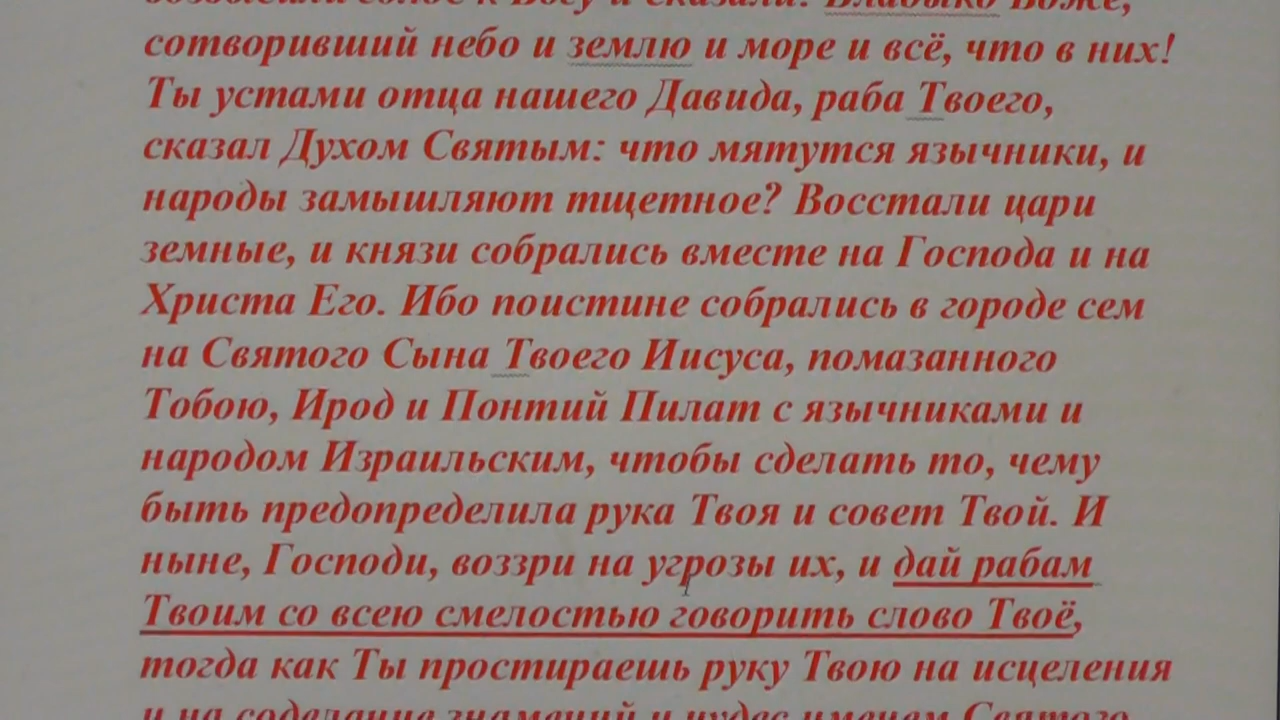 сотворивший небо и землю и море и всё, что в них!
Ты устами отца нашего Давида, раба Твоего,
сказал Духом Святым: что мятутся язычники, и
народы замышляют тщетное? Восстали цари
земные, и князи собрались вместе на Господа и на
Христа Его. Ибо поистине собрались в городе сем
на Святого Сына Твоего Иисуса, помазанного
Тобою, Ирод и Понтий Пилат с язычниками и
народом Израильским, чтобы сделать то, чему
быть предопределила рука Твоя и совет Твой. И
ныне, Господи, воззри на угрозы их, и дай рабам
Твоим со всею смелостью говорить слово Твоё,
тогда как Ты простираешь руку Твою на исцеления